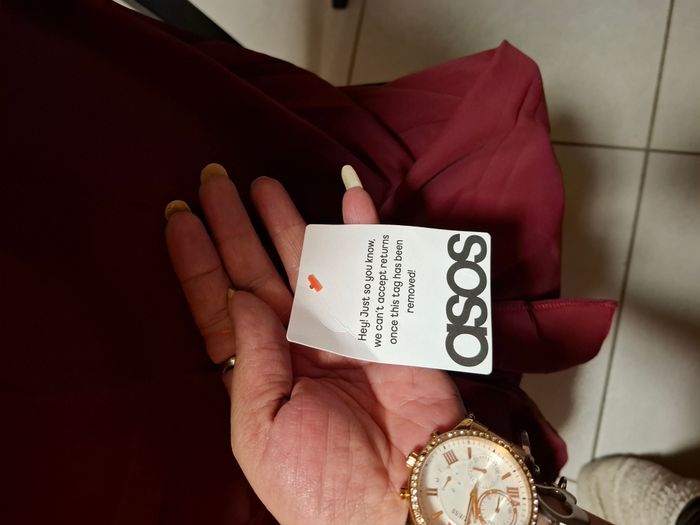 Hey! Just so you know,
we can't accept returns
once this tag has been
removed!
asos